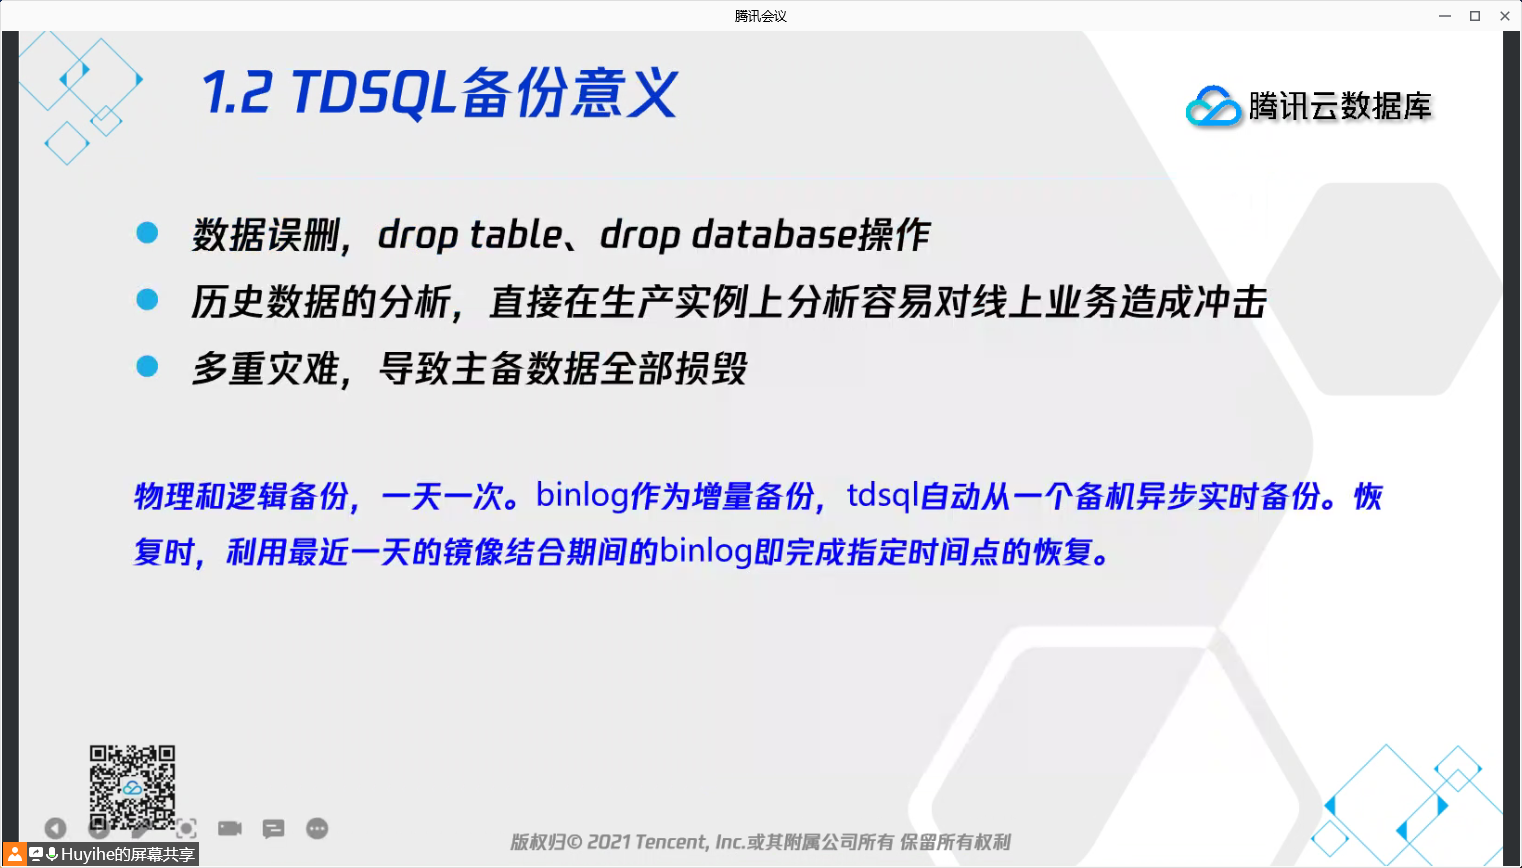 腾讯会议
1.2 TDSQL备份意义
腾讯云数据库
数据误删，drop table、drop database操作
历史数据的分析，直接在生产实例上分析容易对线上业务造成冲击
多重灾难，导致主备数据全部损毁
物理和逻辑备份，一天一次。binlog作为增量备份，tdsql自动从一个备机异步实时备份。恢
复时，利用最近一天的镜像结合期间的binlog即完成指定时间点的恢复。
版权归© 2021 Tencent, Inc.或其附属公司所有 保留所有权利
Huyihe的屏幕共享